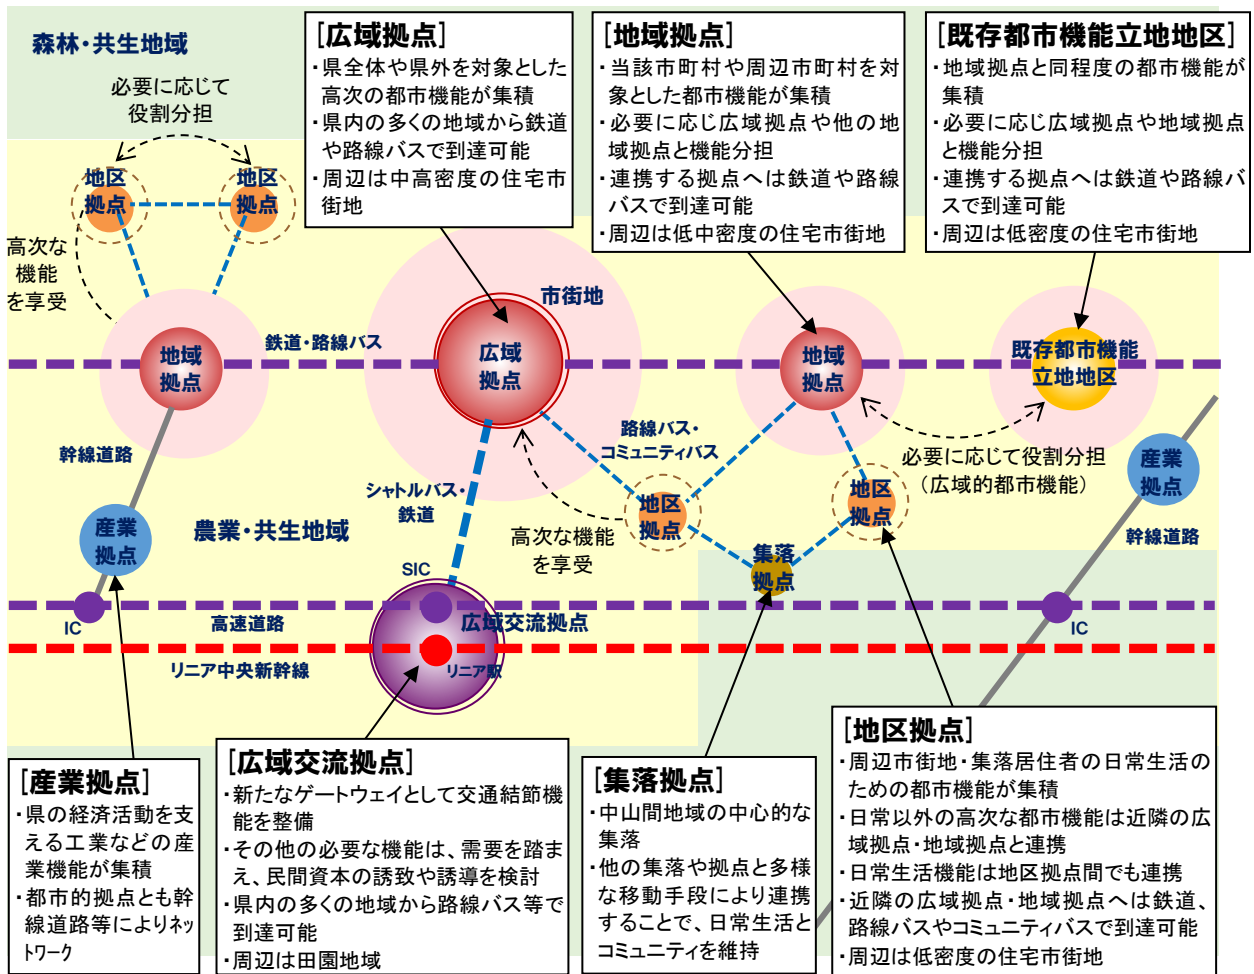 森林・共生地域
必要に応じて
役割分担
地区
拠点
地区
拠点
高次な
機能
を享受
[広域拠点]
・県全体や県外を対象とした
高次の都市機能が集積
・県内の多くの地域から鉄道
や路線バスで到達可能
・周辺は中高密度の住宅市
街地
[地域拠点]
・当該市町村や周辺市町村を対
象とした都市機能が集積
・必要に応じ広域拠点や他の地
域拠点と機能分担
・連携する拠点へは鉄道や路線
バスで到達可能
・周辺は低中密度の住宅市街地
[既存都市機能立地地区]
・地域拠点と同程度の都市機能が
集積
・必要に応じ広域拠点や地域拠点
と機能分担
・連携する拠点へは鉄道や路線バ
スで到達可能
・周辺は低密度の住宅市街地
市街地
地域
拠点
鉄道・路線バス
広域
拠点
地域
拠点
既存都市機能
立地地区
幹線道路
シャトルバス・
鉄道
路線バス・
コミュニティバス
必要に応じて役割分担
（広域的都市機能）
産業
拠点
産業
拠点
農業・共生地域
高次な機能
を享受
地区
拠点
地区
拠点
集落
拠点
幹線道路
SIC
IC
高速道路
広域交流拠点
IC
リニア中央新幹線
リニア駅
[産業拠点]
・県の経済活動を支
える工業などの産
業機能が集積
・都市的拠点とも幹
線道路等によりネッ
トワーク
[広域交流拠点]
・新たなゲートウェイとして交通結節機
能を整備
・その他の必要な機能は、需要を踏ま
え、民間資本の誘致や誘導を検討
・県内の多くの地域から路線バス等で
到達可能
・周辺は田園地域
[集落拠点]
・中山間地域の中心的な
集落
・他の集落や拠点と多様
な移動手段により連携
することで、日常生活と
コミュニティを維持
[地区拠点]
・周辺市街地・集落居住者の日常生活の
ための都市機能が集積
・日常以外の高次な都市機能は近隣の広
域拠点・地域拠点と連携
・日常生活機能は地区拠点間でも連携
・近隣の広域拠点・地域拠点へは鉄道、
路線バスやコミュニティバスで到達可能
・周辺は低密度の住宅市街地